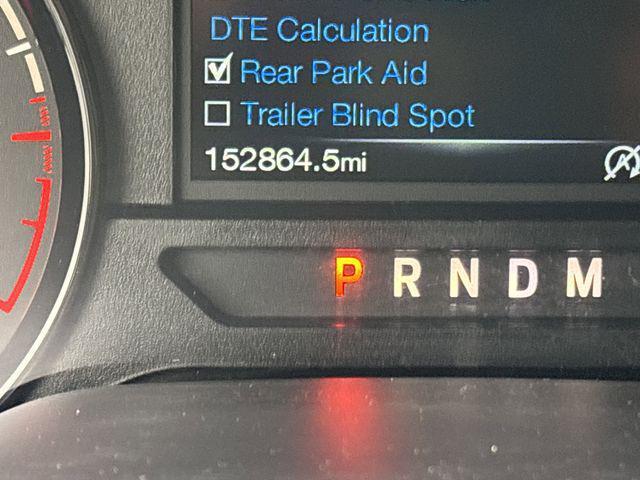 DTE Calculation
Rear Park Aid
Trailer Blind Spot
152864.5mi
P R N D M